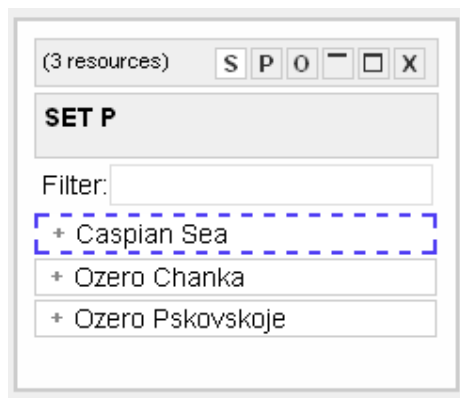 (3 resources) S P O X
SET P
Filter:
+ Caspian Sea
+ Ozero Chanka
+ Ozero Pskovskoje